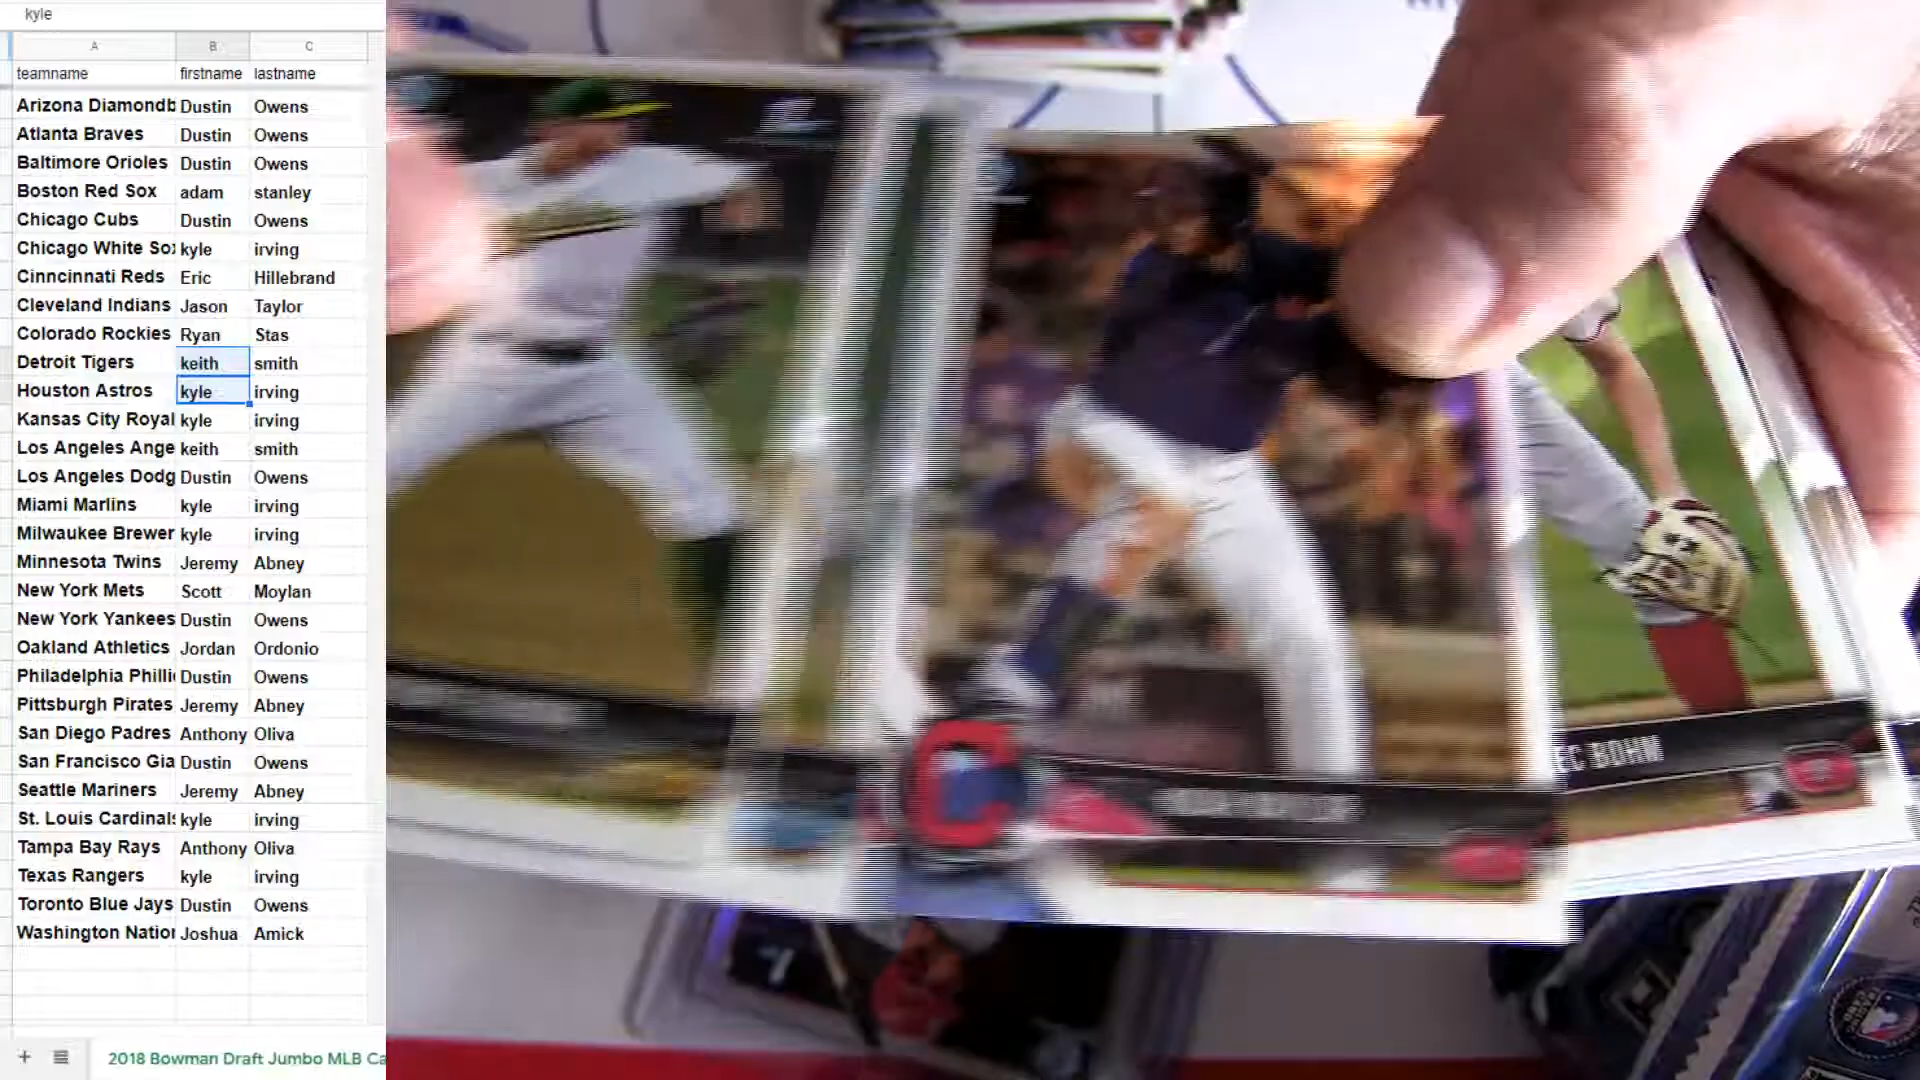 kyle
A B C
teamname firstname lastname
Arizona Diamondb Dustin Owens
Atlanta Braves Dustin Owens
Baltimore Orioles Dustin Owens
Boston Red Sox adam stanley
Chicago Cubs Dustin Owens
Chicago White Sox kyle irving
Cinncinnati Reds Eric Hillebrand
Cleveland Indians Jason Taylor
Colorado Rockies Ryan Stas
Detroit Tigers keith smith
Houston Astros kyle irving
Kansas City Royal kyle irving
Los Angeles Ange keith smith
Los Angeles Dodg Dustin Owens
Miami Marlins kyle irving
Milwaukee Brewer kyle irving
Minnesota Twins Jeremy Abney
New York Mets Scott Moylan
New York Yankees Dustin Owens
Oakland Athletics Jordan Ordonio
Philadelphia Philli Dustin Owens
Pittsburgh Pirates Jeremy Abney
San Diego Padres Anthony Oliva
San Francisco Gia Dustin Owens
Seattle Mariners Jeremy Abney
St. Louis Cardinals kyle irving
Tampa Bay Rays Anthony Oliva
Texas Rangers kyle irving
Toronto Blue Jays Dustin Owens
Washington Nation Joshua Amick
2018 Bowman Draft Jumbo MLB Ca
EC BOHM
C